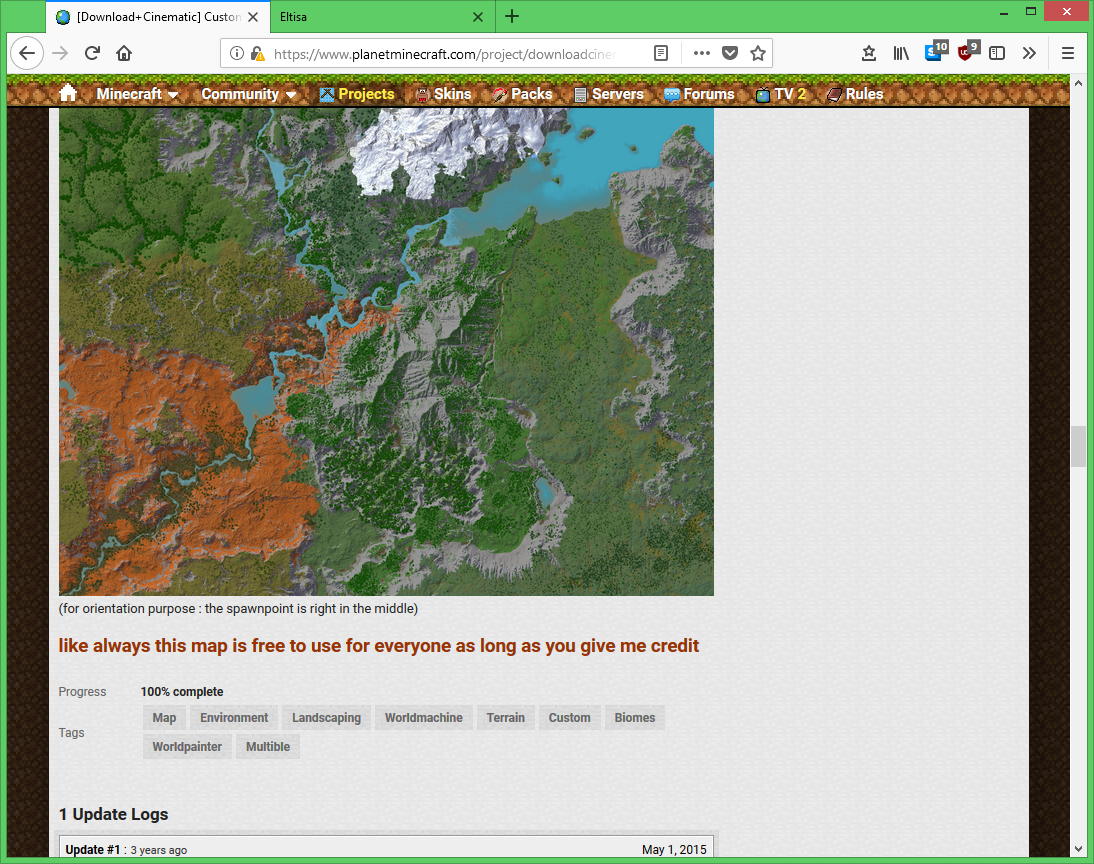 [Download+Cinematic] Custon
Eltisa
https://www.planetminecraft.com/project/downloadcine
10
9
Minecraft
Community
Projects
Skins
Packs
Servers
Forums
TV 2
Rules
(for orientation purpose : the spawnpoint is right in the middle)
like always this map is free to use for everyone as long as you give me credit
Progress 100% complete
Tags
Map Environment Landscaping Worldmachine Terrain Custom Biomes
Worldpainter Multible
1 Update Logs
Update #1 : 3 years ago May 1, 2015